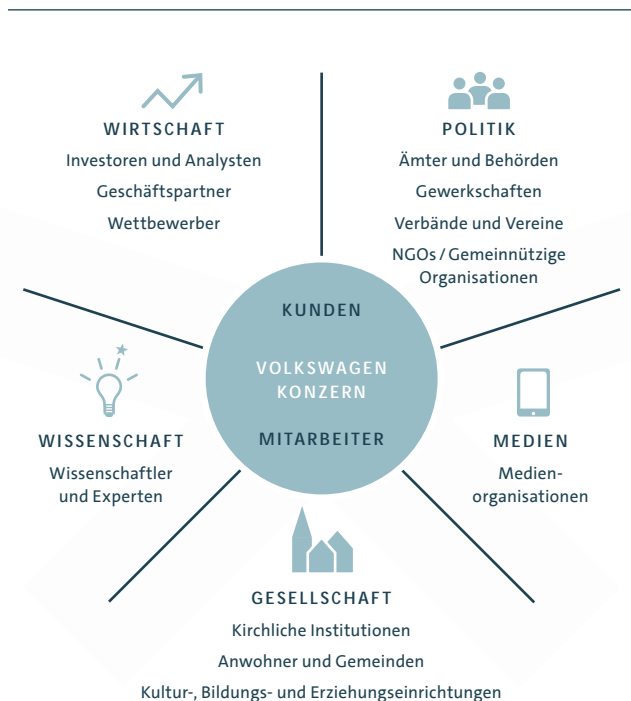 WIRTSCHAFT
Investoren und Analysten
Geschäftspartner
Wettbewerber
POLITIK
Ämter und Behörden
Gewerkschaften
Verbände und Vereine
NGOs / Gemeinnützige
Organisationen
KUNDEN
VOLKSWAGEN
KONZERN
MITARBEITER
WISSENSCHAFT
Wissenschaftler
und Experten
MEDIEN
Medien-
organisationen
GESELLSCHAFT
Kirchliche Institutionen
Anwohner und Gemeinden
Kultur-, Bildungs- und Erziehungseinrichtungen